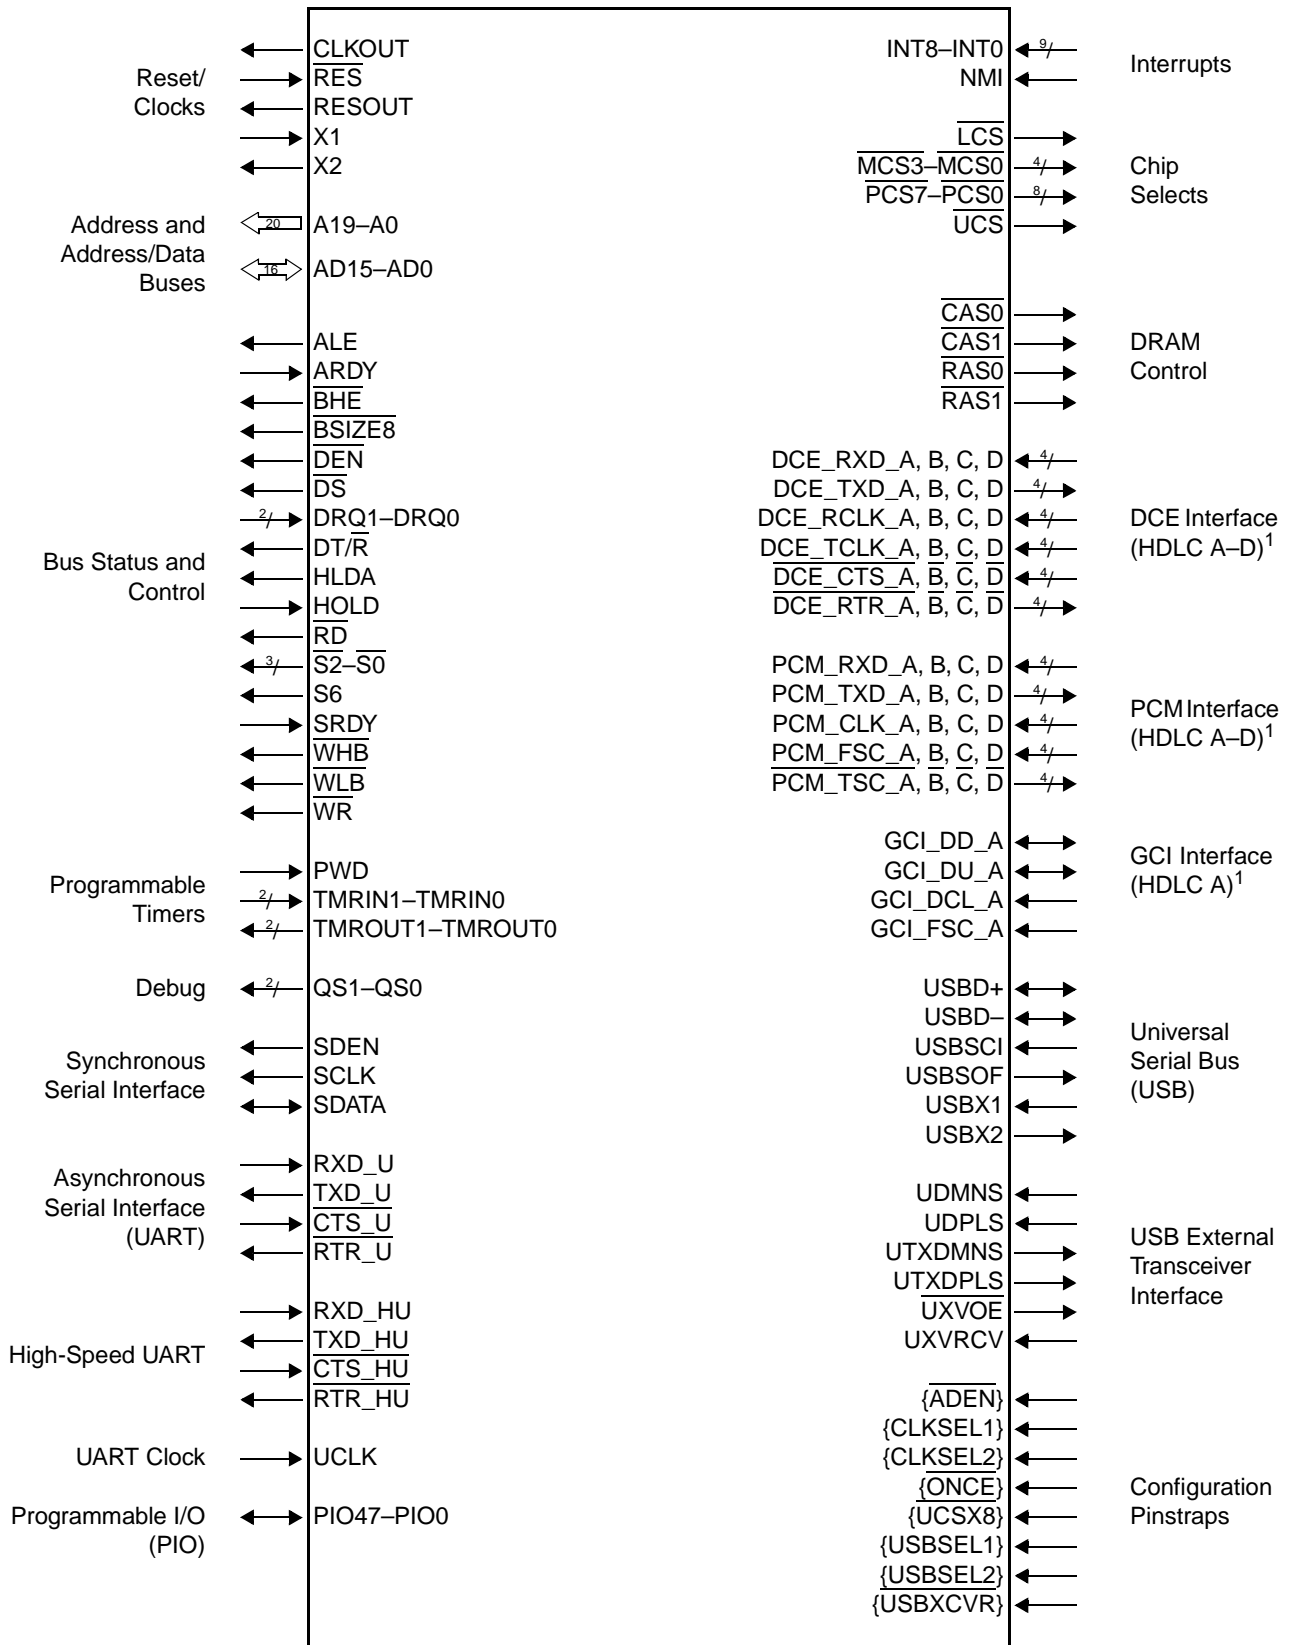 Reset/
Clocks
CLKOUT
RES
RESOUT
X1
X2
Address and
Address/Data
Buses
20 A19–A0
16 AD15–AD0
Bus Status and
Control
ALE
ARDY
BHE
BSIZE8
DEN
DS
2/ DRQ1–DRQ0
DT/R
HLDA
HOLD
RD
3/ S2–S0
S6
SRDY
WHB
WLB
WR
Programmable
Timers
PWD
2/ TMRIN1–TMRIN0
2/ TMROUT1–TMROUT0
Debug 2/ QS1–QS0
Synchronous
Serial Interface
SDEN
SCLK
SDATA
Asynchronous
Serial Interface
(UART)
RXD_U
TXD_U
CTS_U
RTR_U
High-Speed UART
RXD_HU
TXD_HU
CTS_HU
RTR_HU
UART Clock UCLK
Programmable I/O
(PIO)
PIO47–PIO0
INT8–INT0 9/
NMI
Interrupts
LCS
MCS3–MCS0 4/
PCS7–PCS0 8/
UCS
Chip
Selects
CAS0
CAS1
RAS0
RAS1
DRAM
Control
DCE_RXD_A, B, C, D 4/
DCE_TXD_A, B, C, D 4/
DCE_RCLK_A, B, C, D 4/
DCE_TCLK_A, B, C, D 4/
DCE_CTS_A, B, C, D 4/
DCE_RTR_A, B, C, D 4/
DCE Interface
(HDLC A–D)1
PCM_RXD_A, B, C, D 4/
PCM_TXD_A, B, C, D 4/
PCM_CLK_A, B, C, D 4/
PCM_FSC_A, B, C, D 4/
PCM_TSC_A, B, C, D 4/
PCM Interface
(HDLC A–D)1
GCI_DD_A
GCI_DU_A
GCI_DCL_A
GCI_FSC_A
GCI Interface
(HDLC A)1
USBD+
USBD–
USBSCI
USBSOF
USBX1
USBX2
Universal
Serial Bus
(USB)
UDMNS
UDPLS
UTXDMNS
UTXDPLS
UXVOE
UXVRCV
USB External
Transceiver
Interface
{ADEN}
{CLKSEL1}
{CLKSEL2}
{ONCE}
{UCSX8}
{USBSEL1}
{USBSEL2}
{USBXCVR}
Configuration
Pinstraps